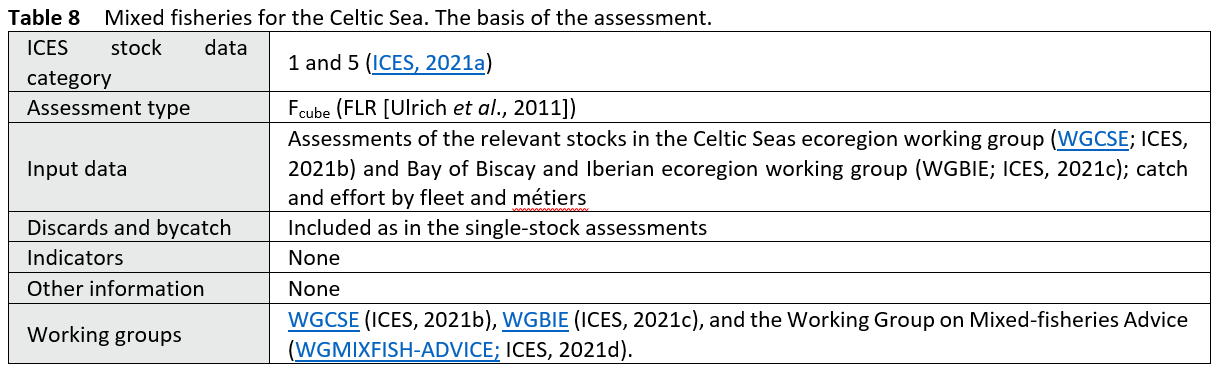 Table 8 Mixed fisheries for the Celtic Sea. The basis of the assessment.
ICES stock data
category
1 and 5 (ICES, 2021a)
Assessment type
Fcube (FLR [Ulrich et al., 2011])
Input data
Assessments of the relevant stocks in the Celtic Seas ecoregion working group (WGCSE; ICES,
2021b) and Bay of Biscay and Iberian ecoregion working group (WGBIE; ICES, 2021c); catch
and effort by fleet and métiers
Discards and bycatch
Included as in the single-stock assessments
Indicators
None
Other information
None
Working groups
WGCSE (ICES, 2021b), WGBIE (ICES, 2021c), and the Working Group on Mixed-fisheries Advice
(WGMIXFISH-ADVICE; ICES, 2021d).